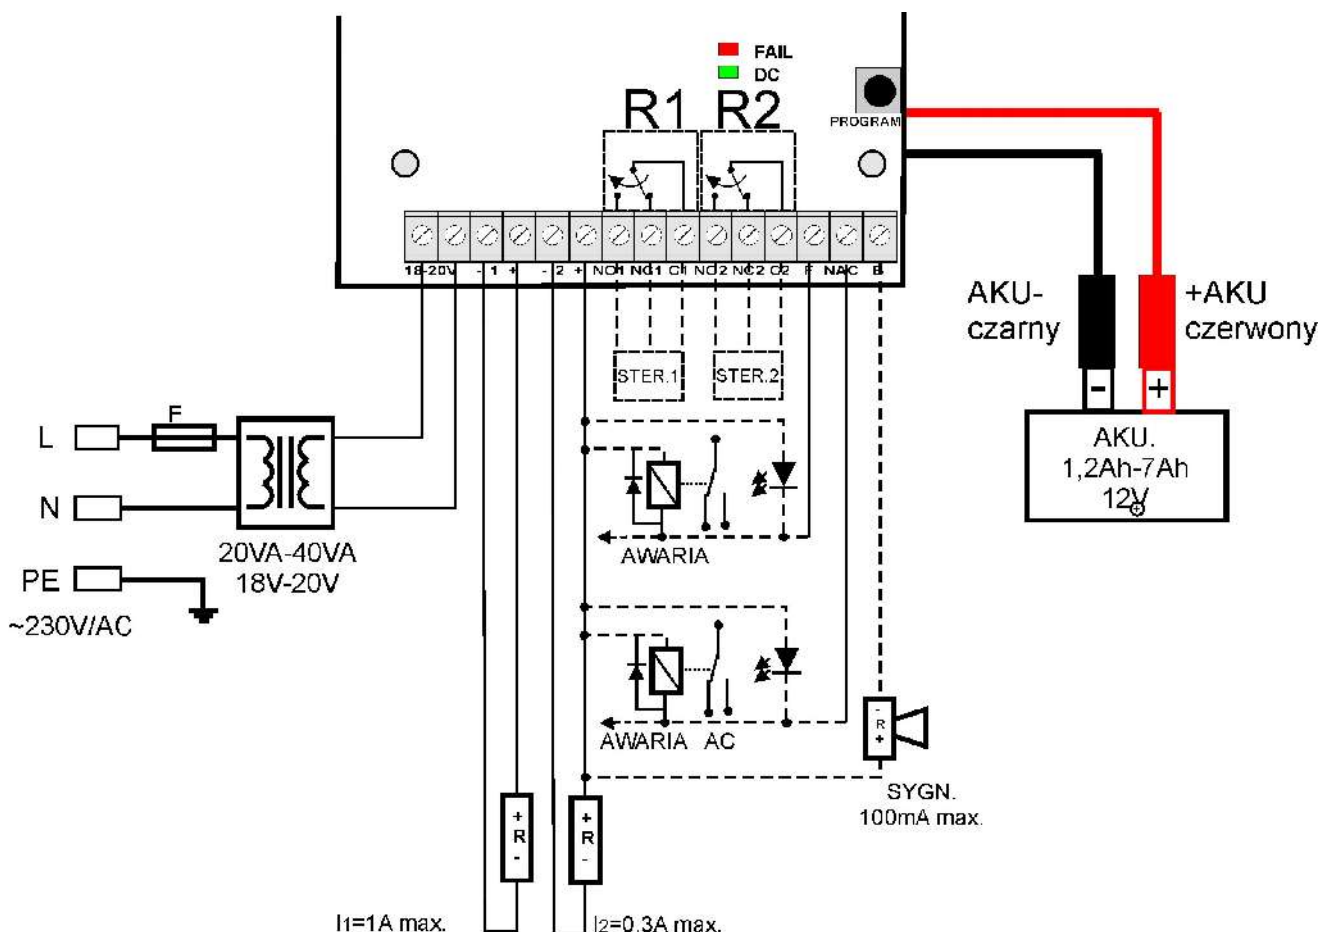 FAIL
DC
R1 R2
PROGRAM
18-20V - 1 + - 2 + NO1 NC1 C1 NO2 NC2 C2 F NAC B
AKU-
czarny
+AKU
czerwony
STER.1 STER.2
- +
AKU.
1,2Ah-7Ah
12V
F
L
N
20VA-40VA
18V-20V
PE
~230V/AC
AWARIA
AWARIA AC
-
R
+
SYGN.
100mA max.
+
R
-
+
R
-
I1=1A max.
I2=0.3A max.